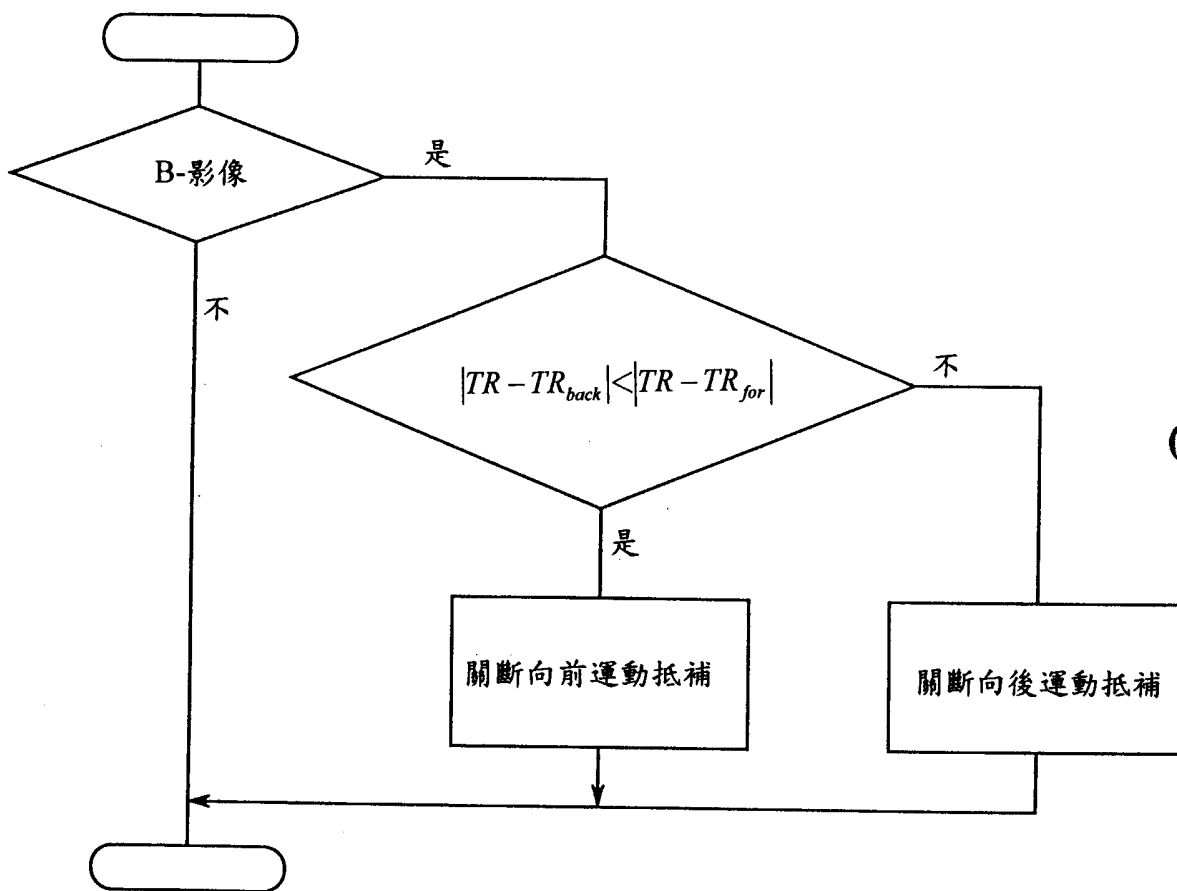 B-影像
是
不
|TR − TR_back| < |TR − TR_for|
不
是
關斷向前運動抵補
關斷向後運動抵補
(